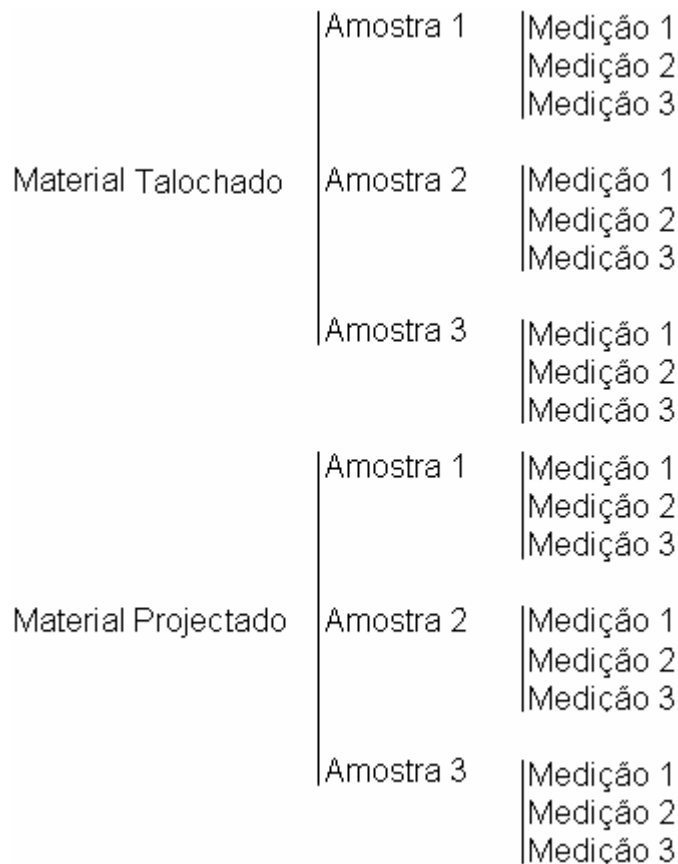 Amostra 1 Medição 1
Medição 2
Medição 3
Material Talochado Amostra 2 Medição 1
Medição 2
Medição 3
Amostra 3 Medição 1
Medição 2
Medição 3
Amostra 1 Medição 1
Medição 2
Medição 3
Material Projectado Amostra 2 Medição 1
Medição 2
Medição 3
Amostra 3 Medição 1
Medição 2
Medição 3